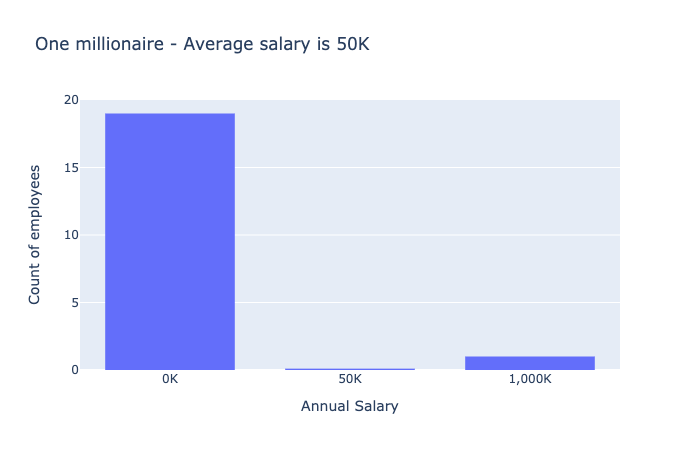 One millionaire - Average salary is 50K
20
15
10
5
0
Count of employees
0K 50K 1,000K
Annual Salary